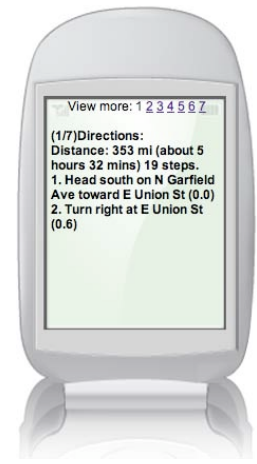 View more: 1 2 3 4 5 6 7
(1/7)Directions:
Distance: 353 mi (about 5
hours 32 mins) 19 steps.
1. Head south on N Garfield
Ave toward E Union St (0.0)
2. Turn right at E Union St
(0.6)